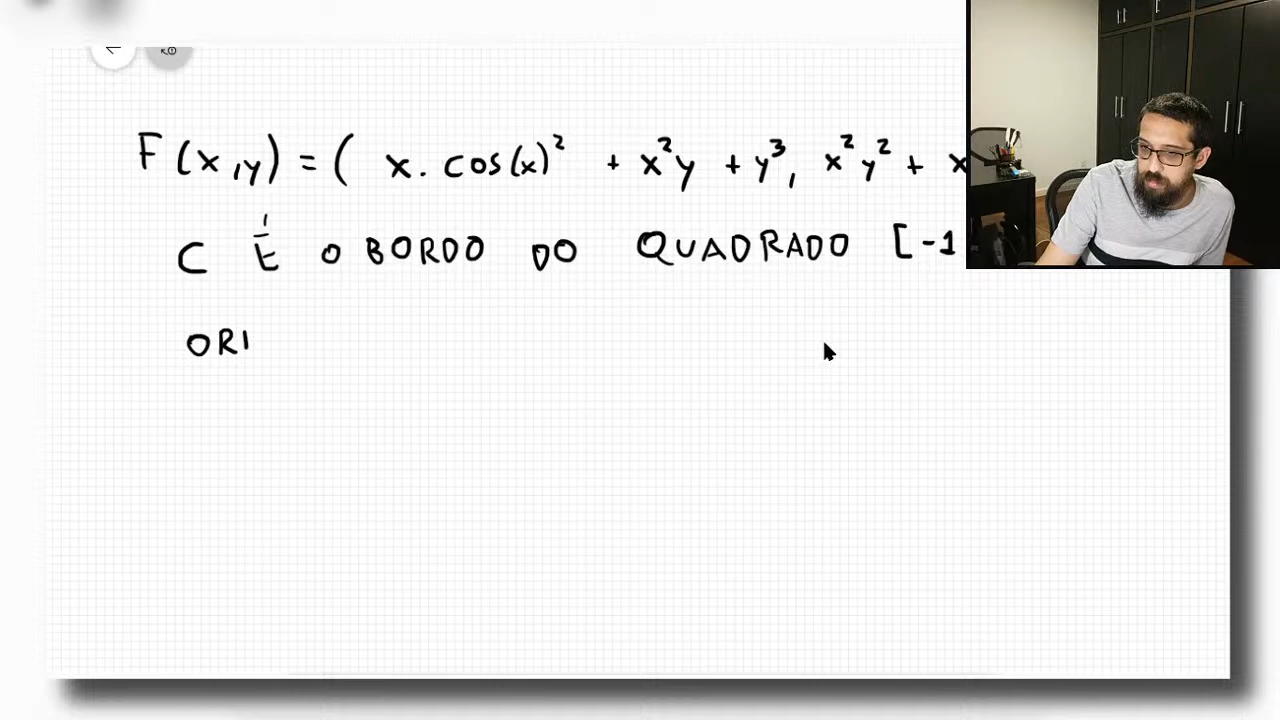 F(x,y) = ( x. cos(x)² + x²y + y³, x²y² + x
C É O BORDO DO QUADRADO [-1
ORI